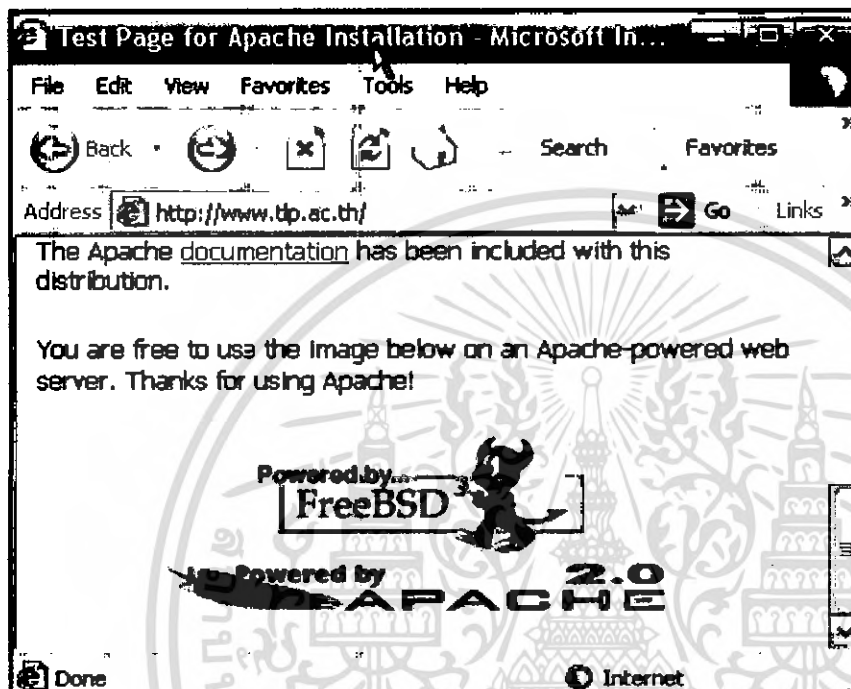 Test Page for Apache Installation - Microsoft In...
File Edit View Favorites Tools Help
Back Search Favorites
Address http://www.tlp.ac.th/ Go Links
The Apache documentation has been included with this
distribution.
You are free to use the image below on an Apache-powered web
server. Thanks for using Apache!
Powered by
FreeBSD
Powered by 2.0
APACHE
Done Internet